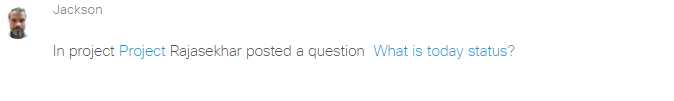 Jackson
In project Project Rajasekhar posted a question What is today status?